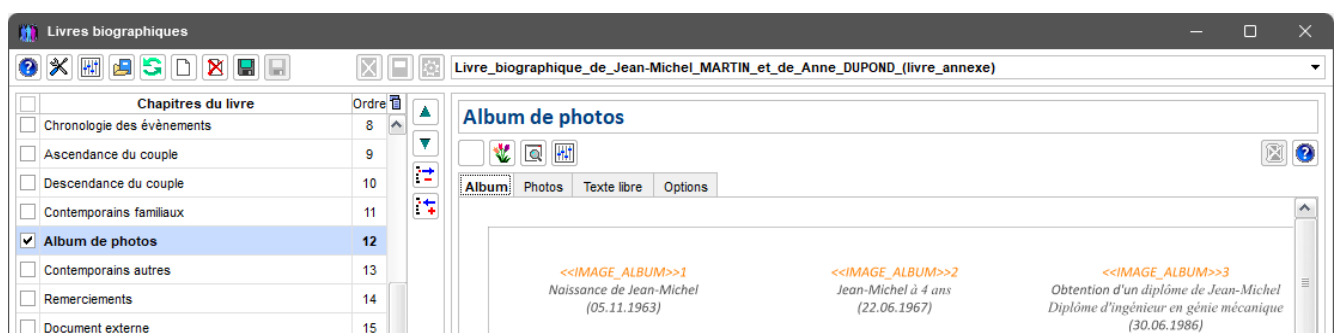 Livres biographiques
Livre_biographique_de_Jean-Michel_MARTIN_et_de_Anne_DUPOND_(livre_annexe)
Chapitres du livre Ordre
Chronologie des évènements 8
Ascendance du couple 9
Descendance du couple 10
Contemporains familiaux 11
Album de photos 12
Contemporains autres 13
Remerciements 14
Document externe 15
Album de photos
Album Photos Texte libre Options
<<IMAGE_ALBUM>>1 <<IMAGE_ALBUM>>2 <<IMAGE_ALBUM>>3
Naissance de Jean-Michel Jean-Michel à 4 ans Obtention d'un diplôme de Jean-Michel
(05.11.1963) (22.06.1967) Diplôme d'ingénieur en génie mécanique
(30.06.1986)